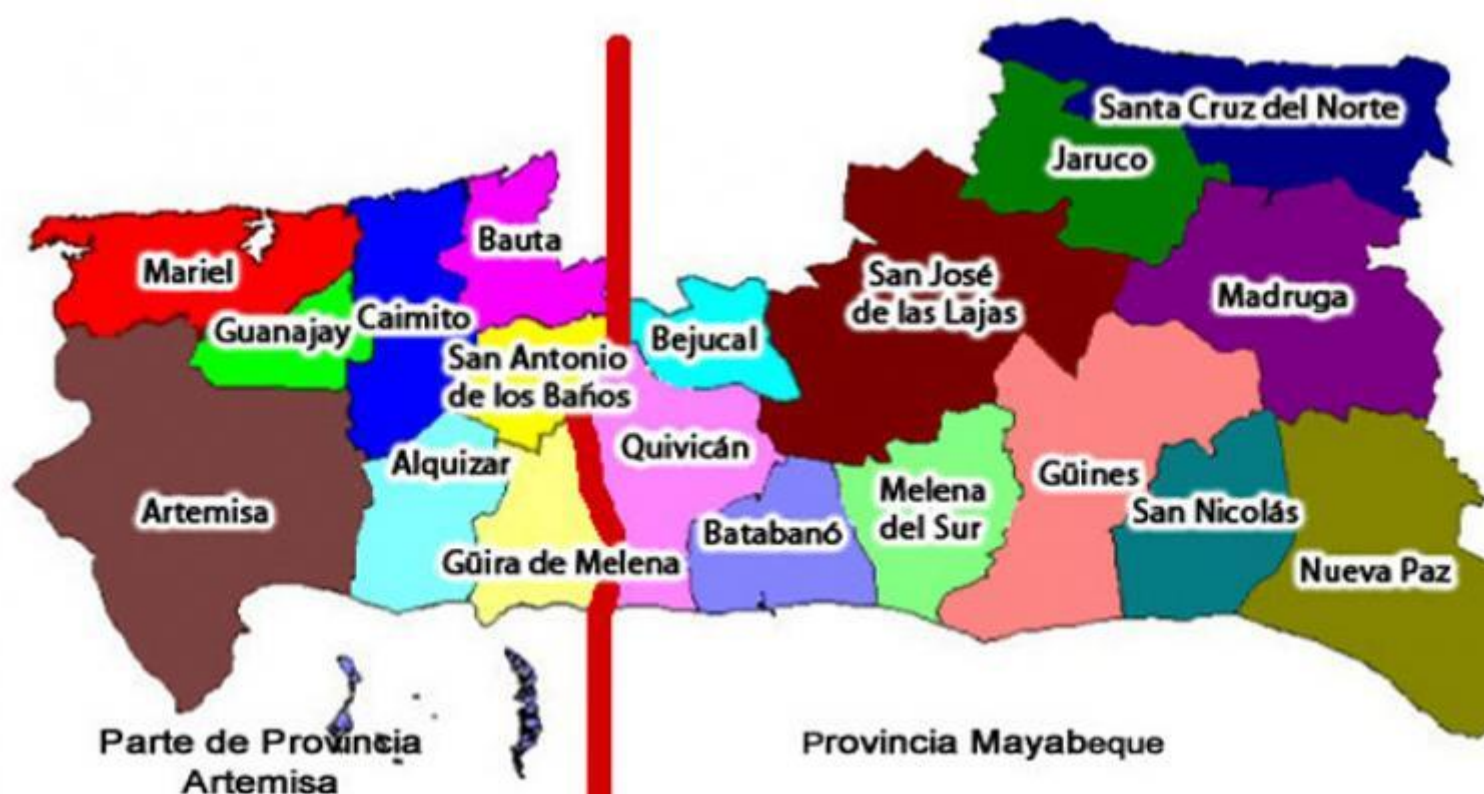 Santa Cruz del Norte
Jaruco
Bauta
Mariel
San José
de las Lajas
Madruga
Guanajay
Caimito
Bejucal
San Antonio
de los Baños
Quivicán
Alquizar
Güines
Melena
del Sur
Artemisa
San Nicolás
Batabanó
Güira de Melena
Nueva Paz
Parte de Provincia
Artemisa
Provincia Mayabeque